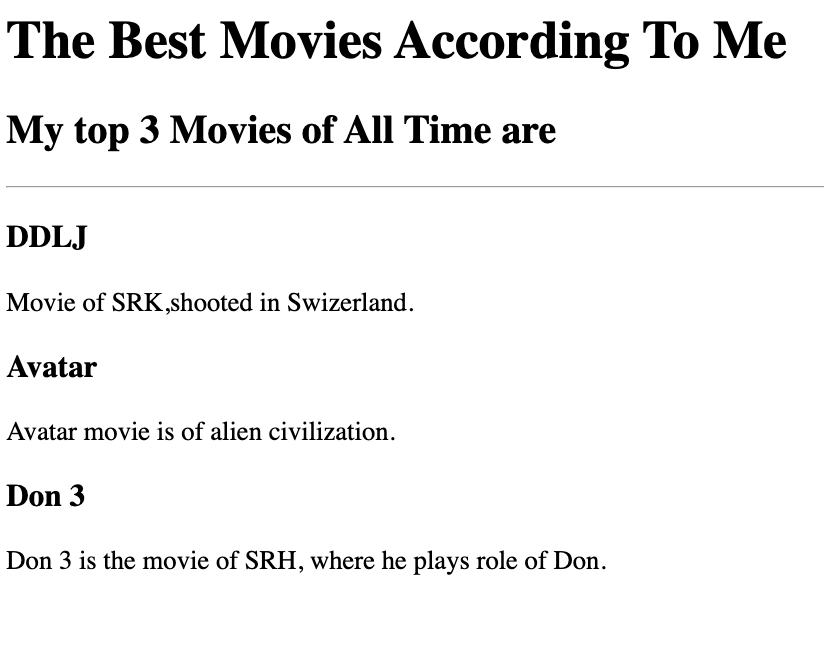 The Best Movies According To Me
My top 3 Movies of All Time are
DDLJ
Movie of SRK,shooted in Swizerland.
Avatar
Avatar movie is of alien civilization.
Don 3
Don 3 is the movie of SRH, where he plays role of Don.